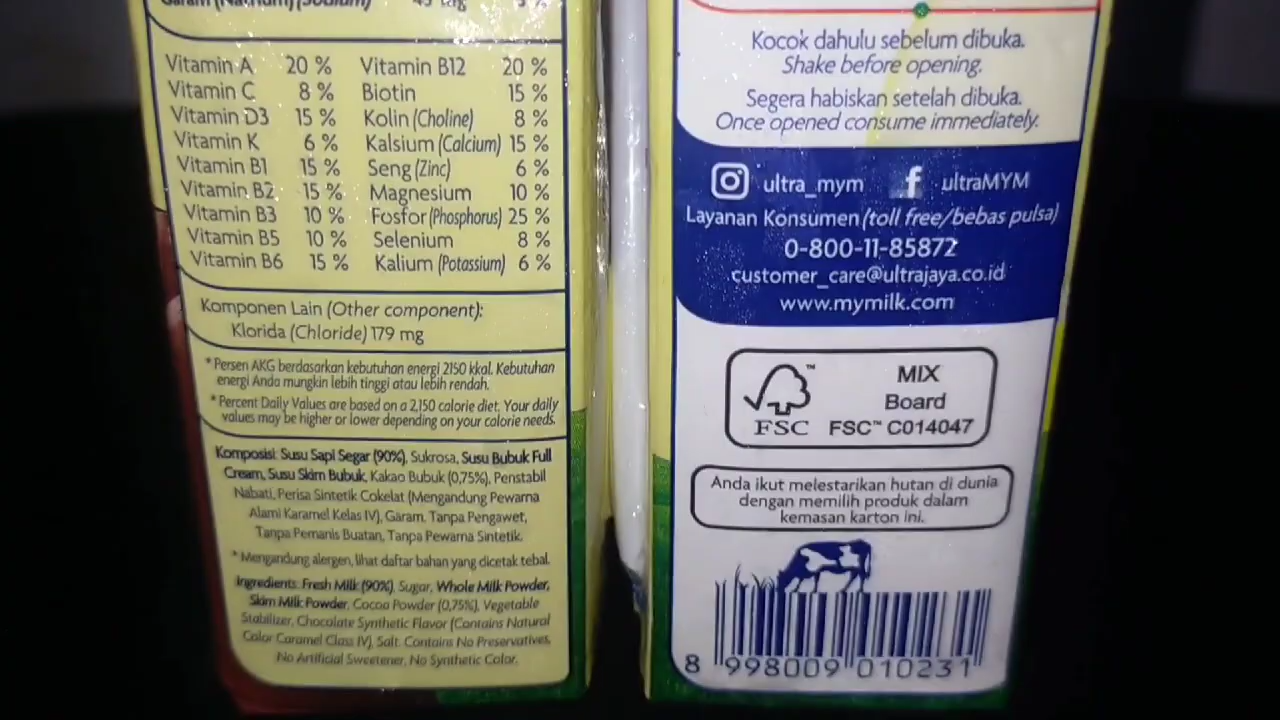 Garam (Natrium) (Sodium) 45 mg 3 %
Vitamin A 20 % Vitamin B12 20 %
Vitamin C 8 % Biotin 15 %
Vitamin D3 15 % Kolin (Choline) 8 %
Vitamin K 6 % Kalsium (Calcium) 15 %
Vitamin B1 15 % Seng (Zinc) 6 %
Vitamin B2 15 % Magnesium 10 %
Vitamin B3 10 % Fosfor (Phosphorus) 25 %
Vitamin B5 10 % Selenium 8 %
Vitamin B6 15 % Kalium (Potassium) 6 %
Komponen Lain (Other component):
Klorida (Chloride) 179 mg
* Persen AKG berdasarkan kebutuhan energi 2150 kkal. Kebutuhan
energi Anda mungkin lebih tinggi atau lebih rendah.
* Percent Daily Values are based on a 2,150 calorie diet. Your daily
values may be higher or lower depending on your calorie needs.
Komposisi: Susu Sapi Segar (90%), Sukrosa, Susu Bubuk Full
Cream, Susu Skim Bubuk, Kakao Bubuk (0,75%), Penstabil
Nabati, Perisa Sintetik Cokelat (Mengandung Pewarna
Alami Karamel Kelas IV), Garam. Tanpa Pengawet,
Tanpa Pemanis Buatan, Tanpa Pewarna Sintetik.
* Mengandung alergen, lihat daftar bahan yang dicetak tebal.
Ingredients: Fresh Milk (90%), Sugar, Whole Milk Powder,
Skim Milk Powder, Cocoa Powder (0,75%), Vegetable
Stabilizer, Chocolate Synthetic Flavor (Contains Natural
Color Caramel Class IV), Salt. Contains No Preservatives,
No Artificial Sweetener, No Synthetic Color.
Kocok dahulu sebelum dibuka.
Shake before opening.
Segera habiskan setelah dibuka.
Once opened consume immediately.
ultra_mym f ultraMYM
Layanan Konsumen (toll free/bebas pulsa)
0-800-11-85872
customer_care@ultrajaya.co.id
www.mymilk.com
MIX
Board
FSC FSC™ C014047
Anda ikut melestarikan hutan di dunia
dengan memilih produk dalam
kemasan karton ini.
8 998009 010231